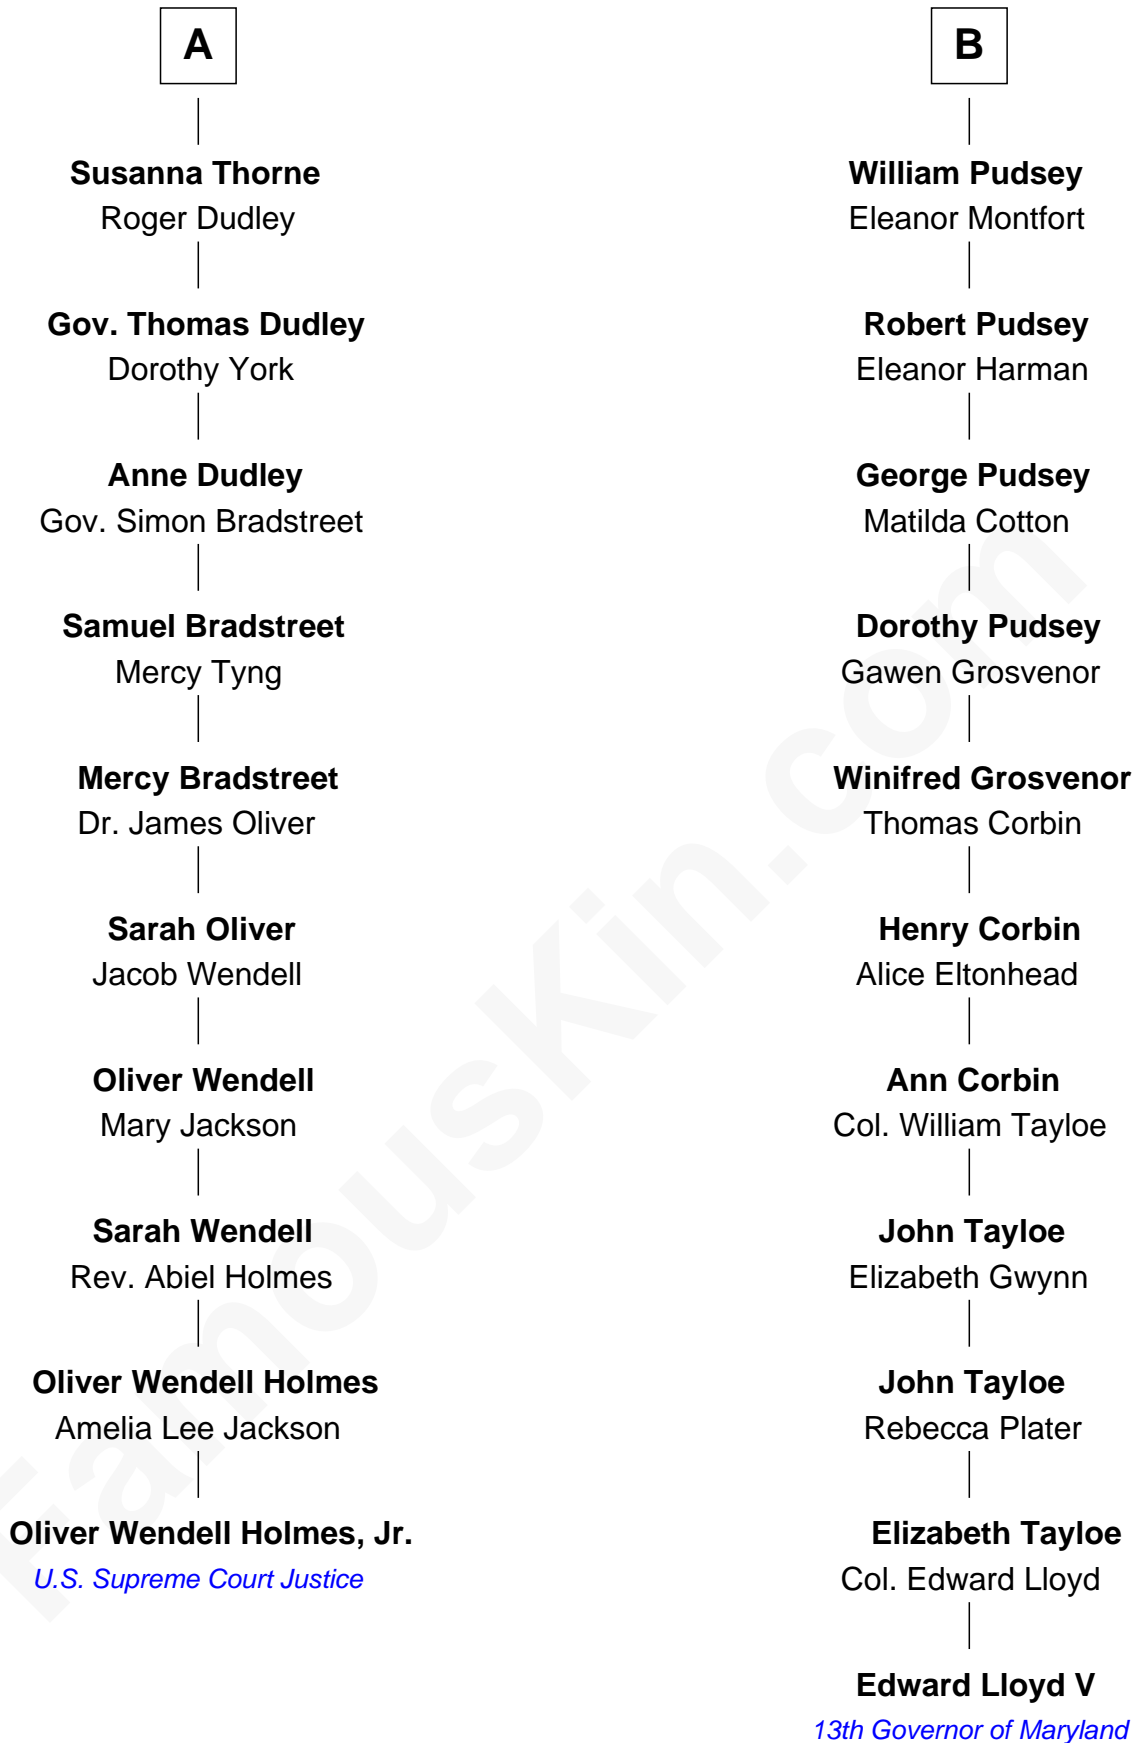 A
Susanna Thorne
Roger Dudley
Gov. Thomas Dudley
Dorothy York
Anne Dudley
Gov. Simon Bradstreet
Samuel Bradstreet
Mercy Tyng
Mercy Bradstreet
Dr. James Oliver
Sarah Oliver
Jacob Wendell
Oliver Wendell
Mary Jackson
Sarah Wendell
Rev. Abiel Holmes
Oliver Wendell Holmes
Amelia Lee Jackson
Oliver Wendell Holmes, Jr.
U.S. Supreme Court Justice
B
William Pudsey
Eleanor Montfort
Robert Pudsey
Eleanor Harman
George Pudsey
Matilda Cotton
Dorothy Pudsey
Gawen Grosvenor
Winifred Grosvenor
Thomas Corbin
Henry Corbin
Alice Eltonhead
Ann Corbin
Col. William Tayloe
John Tayloe
Elizabeth Gwynn
John Tayloe
Rebecca Plater
Elizabeth Tayloe
Col. Edward Lloyd
Edward Lloyd V
13th Governor of Maryland
FamousKin.com